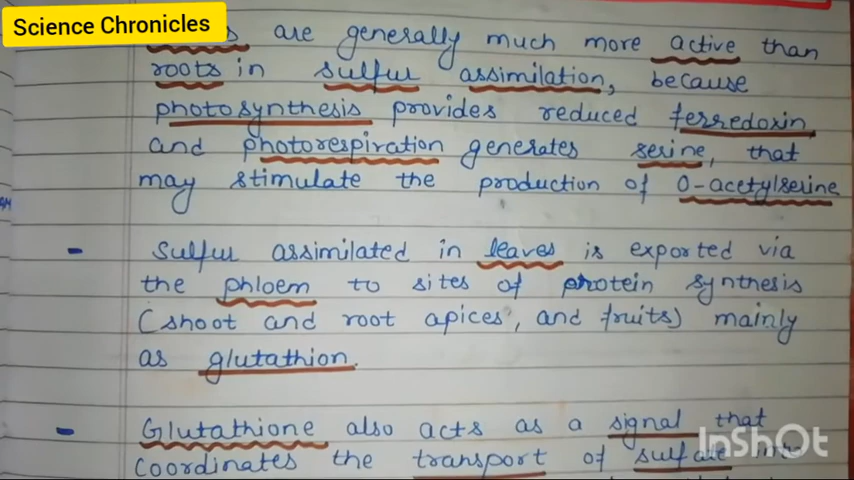 Science Chronicles
are generally much more active than
roots in sulfur assimilation, because
photosynthesis provides reduced ferredoxin,
and photorespiration generates serine, that
may stimulate the production of O-acetylserine
- Sulfur assimilated in leaves is exported via
the phloem to sites of protein synthesis
(shoot and root apices, and fruits) mainly
as glutathion.
- Glutathione also acts as a signal that
coordinates the transport of sulfate
InShOt